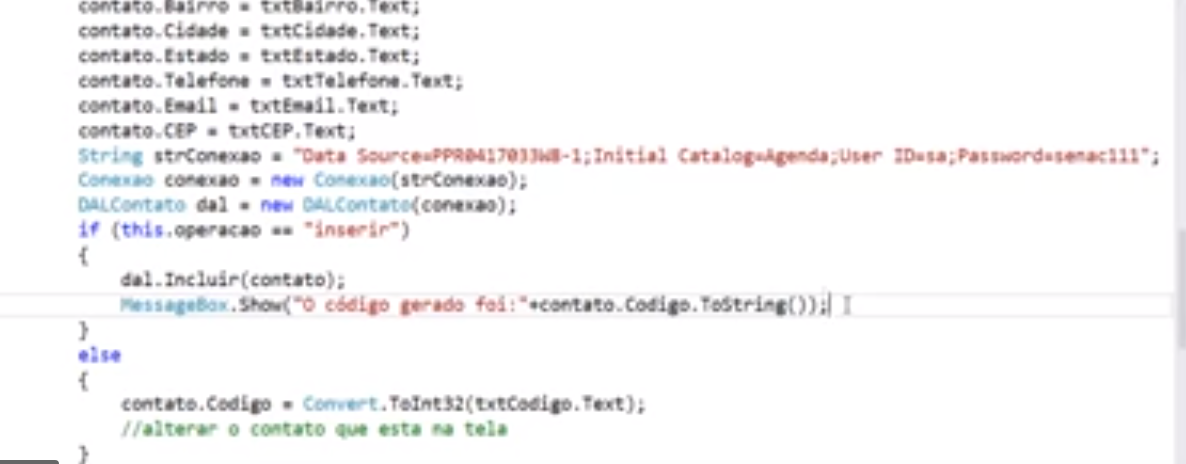 contato.Bairro = txtBairro.Text;
contato.Cidade = txtCidade.Text;
contato.Estado = txtEstado.Text;
contato.Telefone = txtTelefone.Text;
contato.Email = txtEmail.Text;
contato.CEP = txtCEP.Text;
String strConexao = "Data Source=PPR0417033W8-1;Initial Catalog=Agenda;User ID=sa;Password=senac111";
Conexao conexao = new Conexao(strConexao);
DALContato dal = new DALContato(conexao);
if (this.operacao == "inserir")
{
dal.Incluir(contato);
MessageBox.Show("O código gerado foi:"+contato.Codigo.ToString());
}
else
{
contato.Codigo = Convert.ToInt32(txtCodigo.Text);
//alterar o contato que esta na tela
}